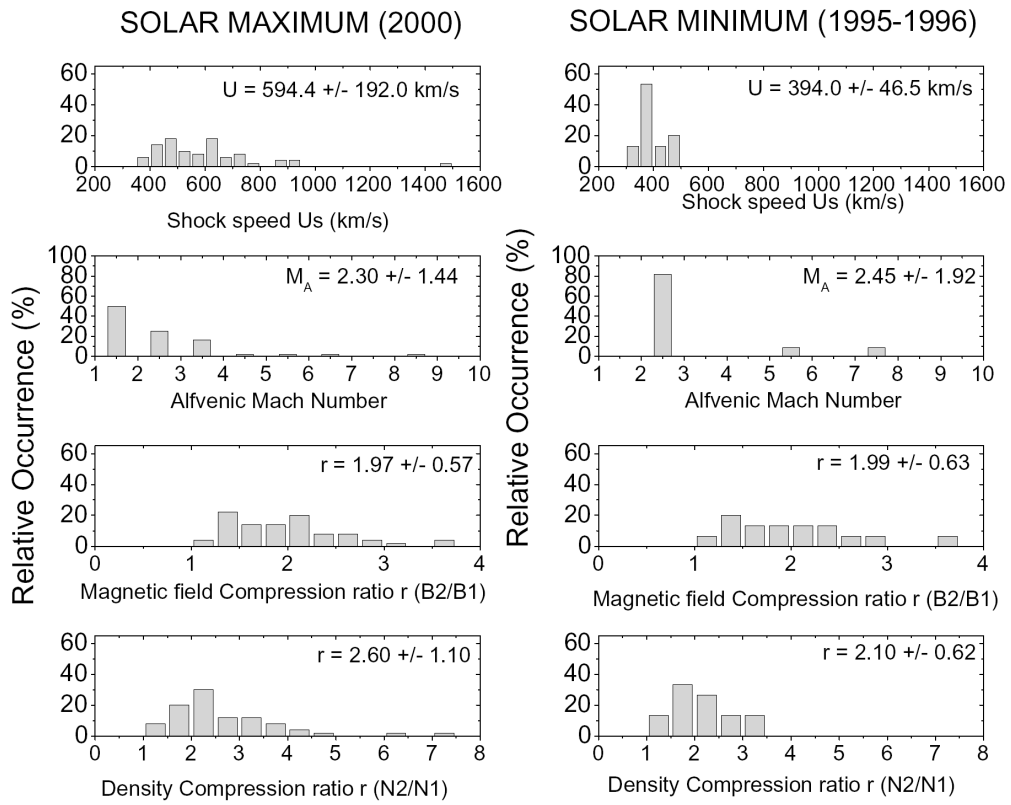 SOLAR MAXIMUM (2000)
SOLAR MINIMUM (1995-1996)
Relative Occurrence (%)
60
40
20
0
U = 594.4 +/- 192.0 km/s
200 400 600 800 1000 1200 1400 1600
Shock speed Us (km/s)
100
80
60
40
20
0
M_A = 2.30 +/- 1.44
1 2 3 4 5 6 7 8 9 10
Alfvenic Mach Number
60
40
20
0
r = 1.97 +/- 0.57
0 1 2 3 4
Magnetic field Compression ratio r (B2/B1)
60
40
20
0
r = 2.60 +/- 1.10
0 1 2 3 4 5 6 7 8
Density Compression ratio r (N2/N1)
Relative Occurrence (%)
60
40
20
0
U = 394.0 +/- 46.5 km/s
200 400 600 800 1000 1200 1400 1600
Shock speed Us (km/s)
100
80
60
40
20
0
M_A = 2.45 +/- 1.92
1 2 3 4 5 6 7 8 9 10
Alfvenic Mach Number
60
40
20
0
r = 1.99 +/- 0.63
0 1 2 3 4
Magnetic field Compression ratio r (B2/B1)
60
40
20
0
r = 2.10 +/- 0.62
0 1 2 3 4 5 6 7 8
Density Compression ratio r (N2/N1)